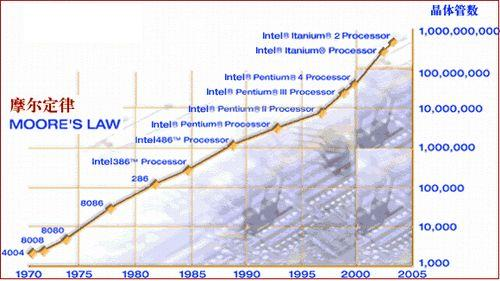 晶体管数
Intel® Itanium® 2 Processor
1,000,000,000
Intel® Itanium® Processor
Intel® Pentium® 4 Processor
100,000,000
Intel® Pentium® III Processor
摩尔定律
Intel® Pentium® II Processor
10,000,000
MOORE'S LAW
Intel® Pentium® Processor
Intel486™ Processor
1,000,000
Intel386™ Processor
286
100,000
8086
8080
10,000
8008
4004
1,000
1970 1975 1980 1985 1990 1995 2000 2005